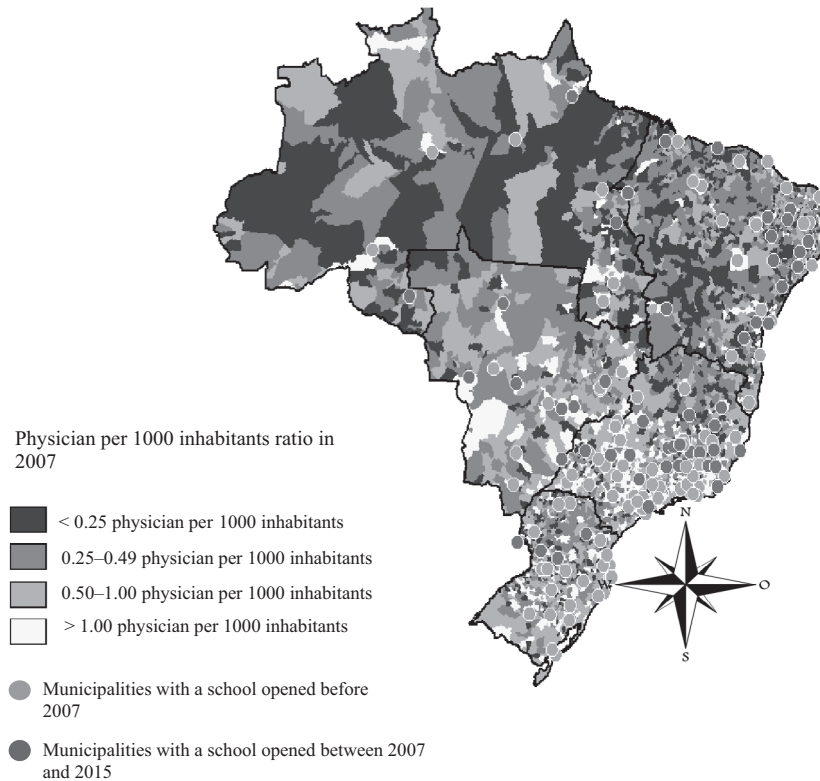 Physician per 1000 inhabitants ratio in
2007
< 0.25 physician per 1000 inhabitants
0.25–0.49 physician per 1000 inhabitants
0.50–1.00 physician per 1000 inhabitants
> 1.00 physician per 1000 inhabitants
Municipalities with a school opened before
2007
Municipalities with a school opened between 2007
and 2015
N
W
O
S